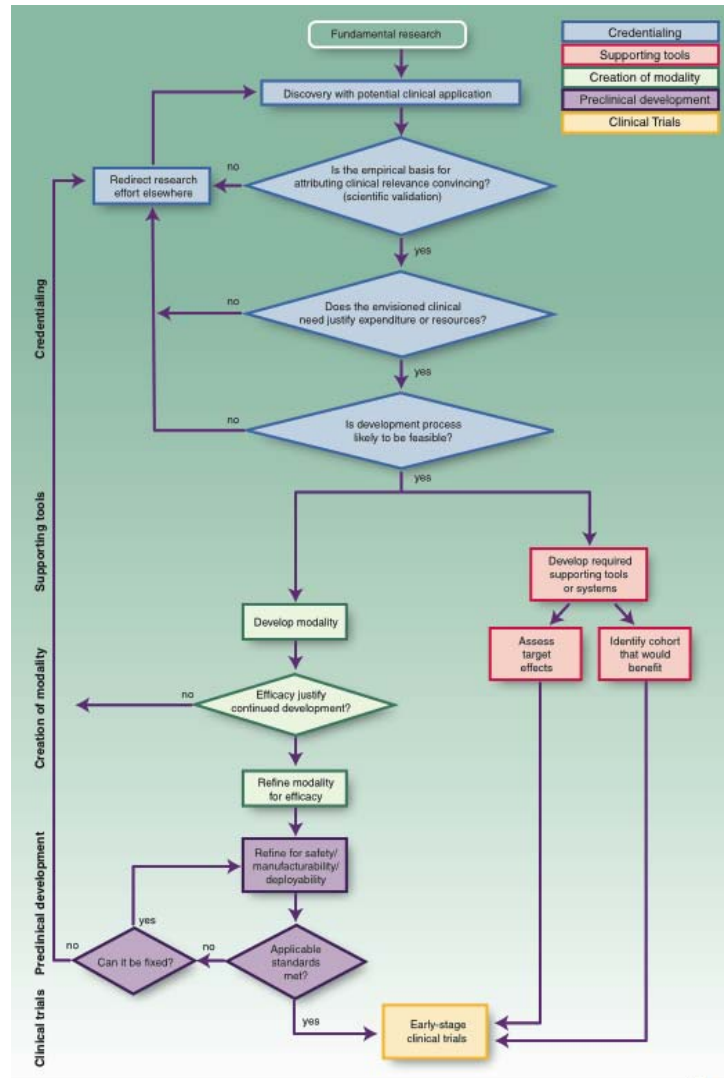 Fundamental research
Credentialing
Supporting tools
Creation of modality
Preclinical development
Clinical Trials
Discovery with potential clinical application
Is the empirical basis for
attributing clinical relevance convincing?
(scientific validation)
no
Redirect research
effort elsewhere
yes
Does the envisioned clinical
need justify expenditure or resources?
no
yes
Is development process
likely to be feasible?
no
yes
Develop required
supporting tools
or systems
Develop modality
Assess
target
effects
Identify cohort
that would
benefit
Efficacy justify
continued development?
no
Refine modality
for efficacy
Refine for safety/
manufacturability/
deployability
yes
Can it be fixed?
no
no
Applicable
standards
met?
yes
Early-stage
clinical trials
Credentialing
Supporting tools
Creation of modality
Preclinical development
Clinical trials